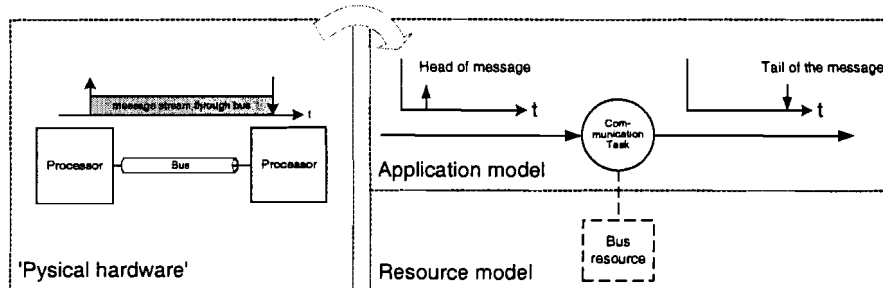 message stream through bus
t
Processor
Bus
Processor
'Pysical hardware'
Head of message
t
Tail of the message
t
Com-
munication
Task
Application model
Bus
resource
Resource model